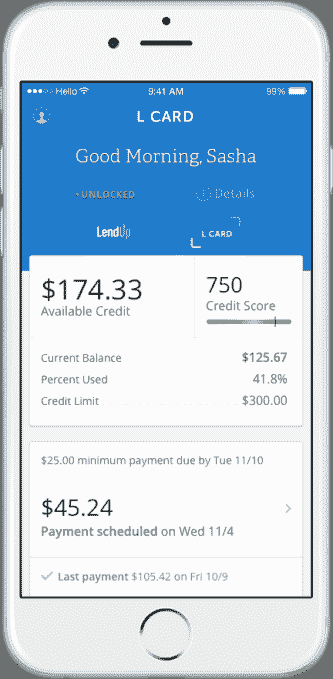 Hello 9:41 AM 99%
L CARD
Good Morning, Sasha
UNLOCKED Details
LendUp L CARD
$174.33 750
Available Credit Credit Score
Current Balance $125.67
Percent Used 41.8%
Credit Limit $300.00
$25.00 minimum payment due by Tue 11/10
$45.24
Payment scheduled on Wed 11/4
Last payment $105.42 on Fri 10/9